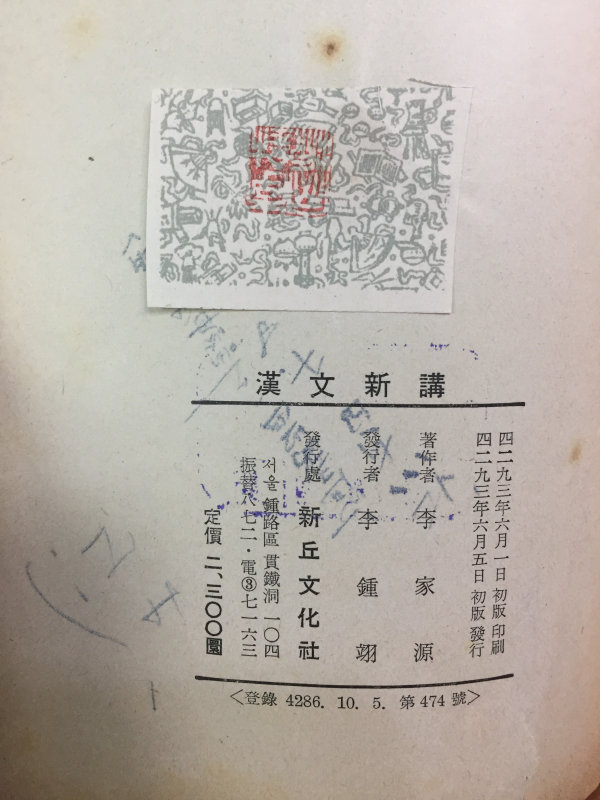 漢文新講
四二九三年六月一日 初版 印刷
四二九三年六月五日 初版 發行
著作者 李家源
發行者 李鍾翊
發行處 新丘文化社
서울 鍾路區 貫鐵洞 一〇四
振替 七二・電③七一六三
定價 二、三〇〇圜
<登錄 4286. 10. 5. 第474號>